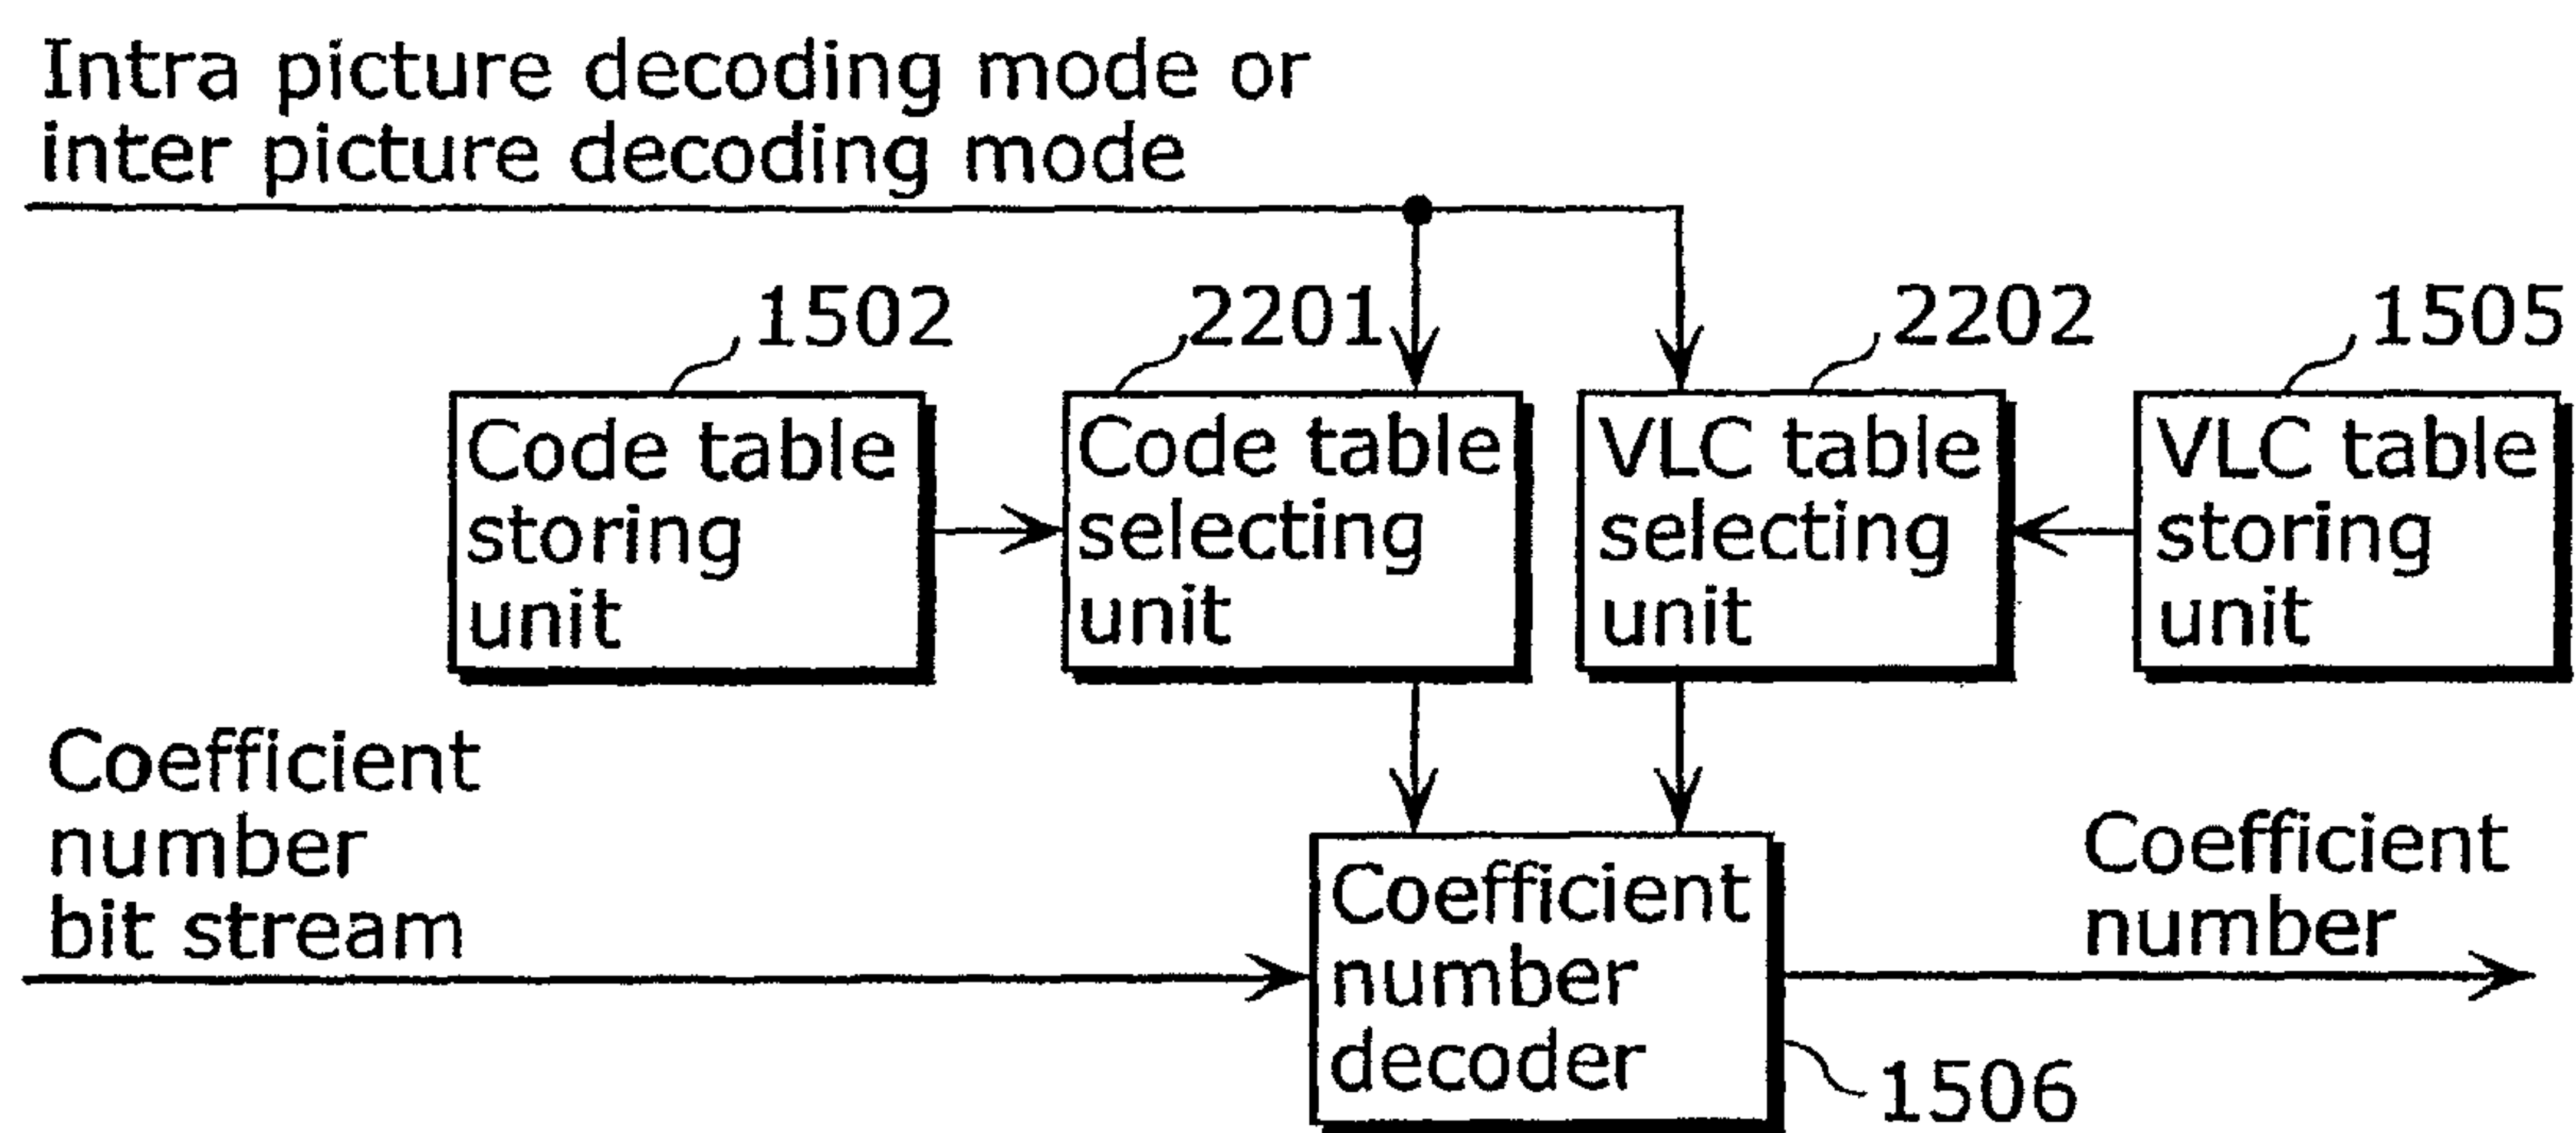 Intra picture decoding mode or
inter picture decoding mode
1502
2201
2202
1505
Code table
storing
unit
Code table
selecting
unit
VLC table
selecting
unit
VLC table
storing
unit
Coefficient
number
bit stream
Coefficient
number
decoder
Coefficient
number
1506